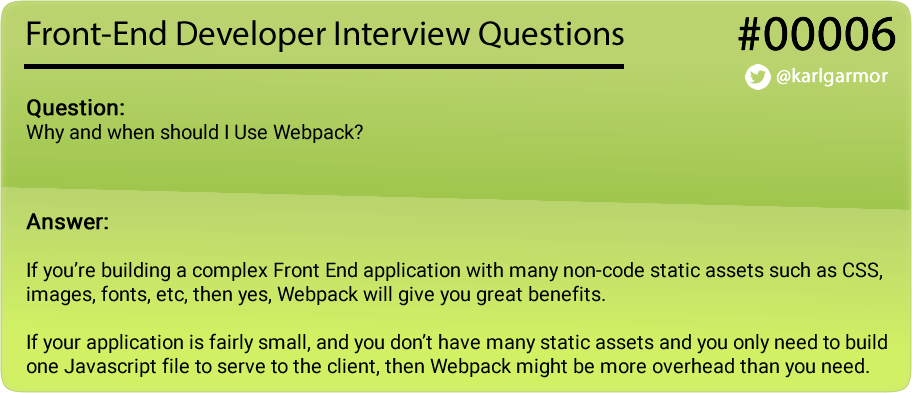 Front-End Developer Interview Questions
#00006
@karlgarmor
Question:
Why and when should I Use Webpack?
Answer:
If you're building a complex Front End application with many non-code static assets such as CSS,
images, fonts, etc, then yes, Webpack will give you great benefits.
If your application is fairly small, and you don't have many static assets and you only need to build
one Javascript file to serve to the client, then Webpack might be more overhead than you need.